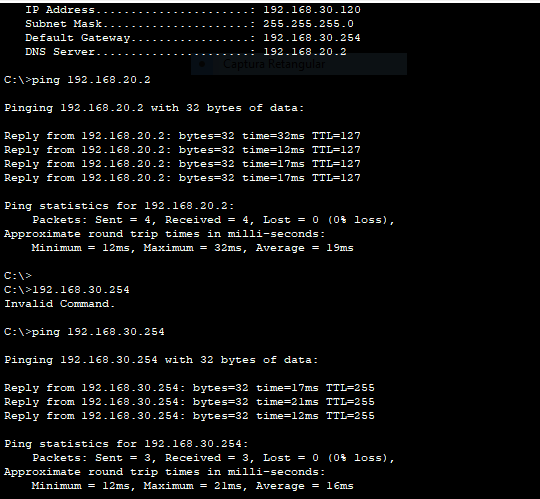 IP Address......................: 192.168.30.120
Subnet Mask.....................: 255.255.255.0
Default Gateway.................: 192.168.30.254
DNS Server......................: 192.168.20.2
Captura Retangular
C:\>ping 192.168.20.2
Pinging 192.168.20.2 with 32 bytes of data:
Reply from 192.168.20.2: bytes=32 time=32ms TTL=127
Reply from 192.168.20.2: bytes=32 time=12ms TTL=127
Reply from 192.168.20.2: bytes=32 time=17ms TTL=127
Reply from 192.168.20.2: bytes=32 time=17ms TTL=127
Ping statistics for 192.168.20.2:
Packets: Sent = 4, Received = 4, Lost = 0 (0% loss),
Approximate round trip times in milli-seconds:
Minimum = 12ms, Maximum = 32ms, Average = 19ms
C:\>
C:\>192.168.30.254
Invalid Command.
C:\>ping 192.168.30.254
Pinging 192.168.30.254 with 32 bytes of data:
Reply from 192.168.30.254: bytes=32 time=17ms TTL=255
Reply from 192.168.30.254: bytes=32 time=21ms TTL=255
Reply from 192.168.30.254: bytes=32 time=12ms TTL=255
Ping statistics for 192.168.30.254:
Packets: Sent = 3, Received = 3, Lost = 0 (0% loss),
Approximate round trip times in milli-seconds:
Minimum = 12ms, Maximum = 21ms, Average = 16ms